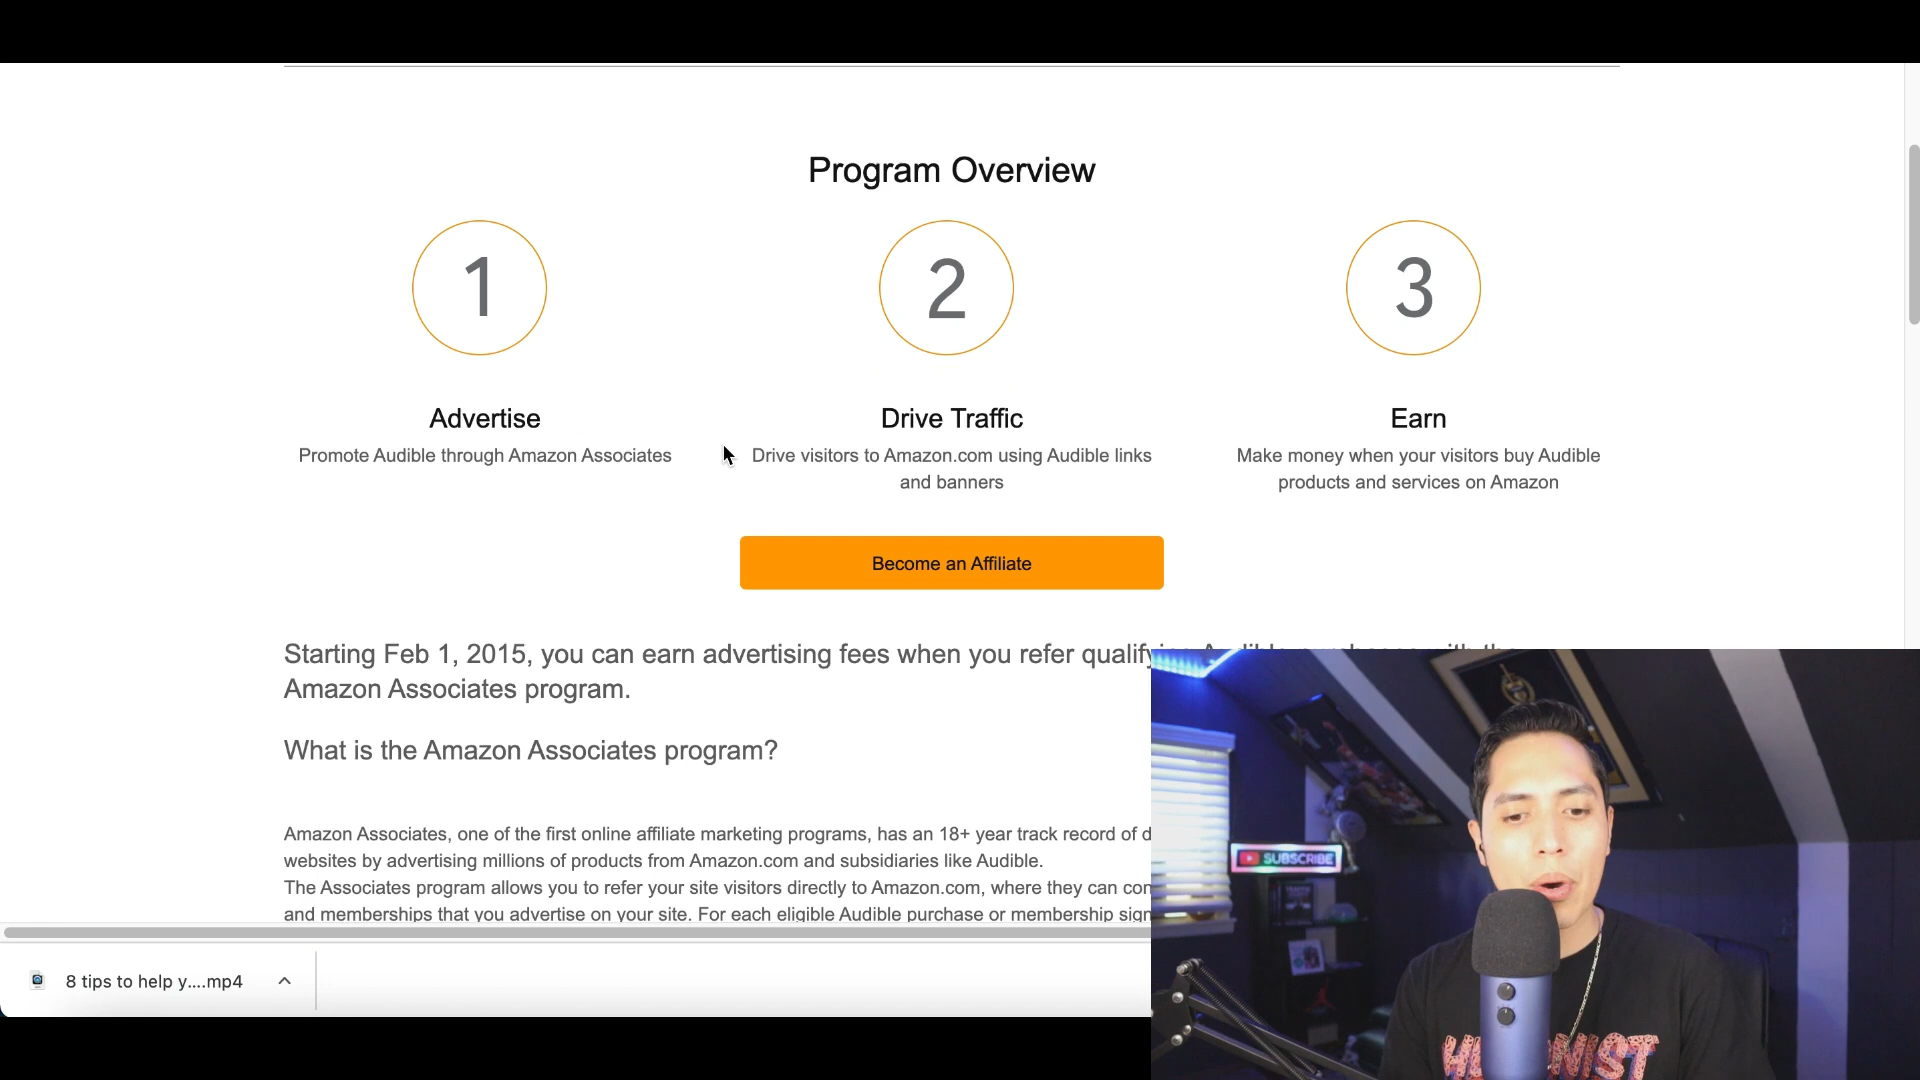 Program Overview
1
2
3
Advertise
Drive Traffic
Earn
Promote Audible through Amazon Associates
Drive visitors to Amazon.com using Audible links
and banners
Make money when your visitors buy Audible
products and services on Amazon
Become an Affiliate
Starting Feb 1, 2015, you can earn advertising fees when you refer
Amazon Associates program.
What is the Amazon Associates program?
Amazon Associates, one of the first online affiliate marketing programs, has an 18+ year track record of
websites by advertising millions of products from Amazon.com and subsidiaries like Audible.
The Associates program allows you to refer your site visitors directly to Amazon.com, where they can
and memberships that you advertise on your site. For each eligible Audible purchase or membership
8 tips to help y....mp4
SUBSCRIBE